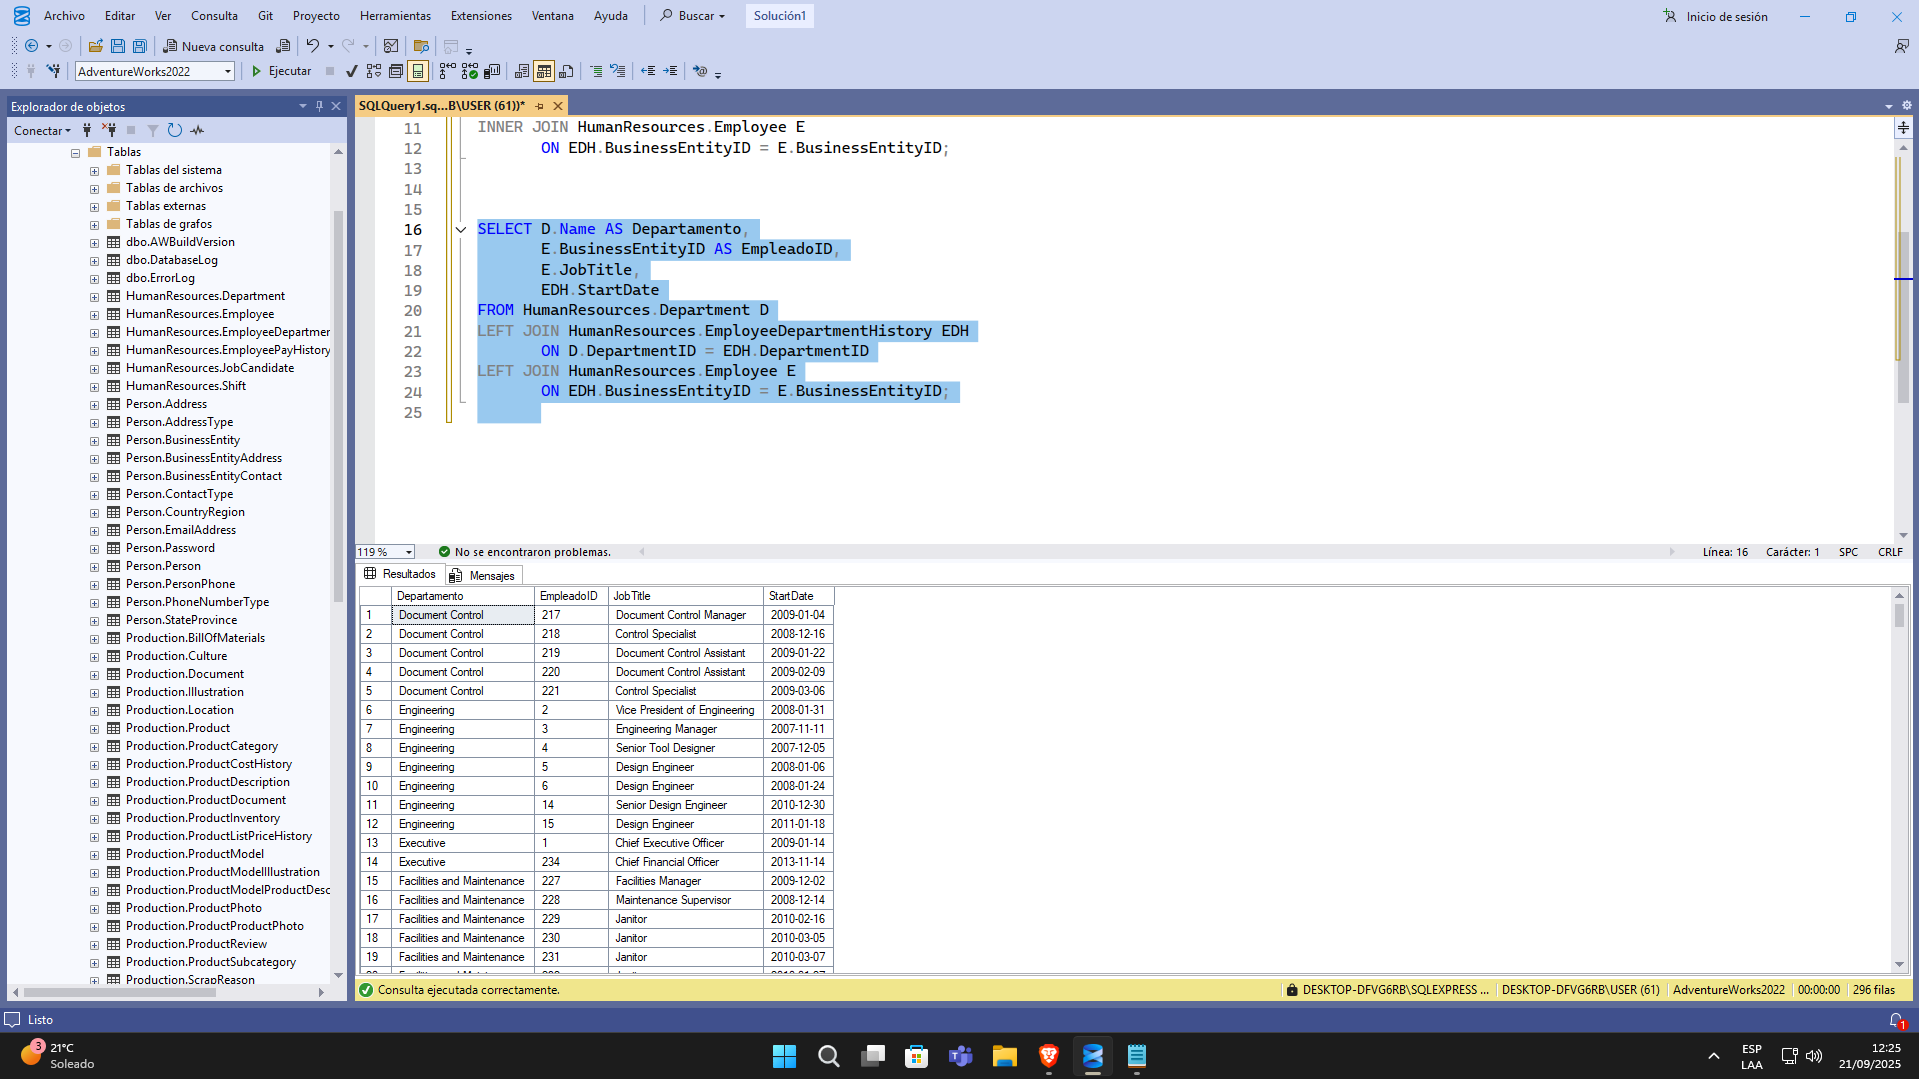 Archivo Editar Ver Consulta Git Proyecto Herramientas Extensiones Ventana Ayuda Buscar Solución1 Inicio de sesión
Nueva consulta
AdventureWorks2022 Ejecutar
Explorador de objetos
Conectar
Tablas
Tablas del sistema
Tablas de archivos
Tablas externas
Tablas de grafos
dbo.AWBuildVersion
dbo.DatabaseLog
dbo.ErrorLog
HumanResources.Department
HumanResources.Employee
HumanResources.EmployeeDepartmen
HumanResources.EmployeePayHistory
HumanResources.JobCandidate
HumanResources.Shift
Person.Address
Person.AddressType
Person.BusinessEntity
Person.BusinessEntityAddress
Person.BusinessEntityContact
Person.ContactType
Person.CountryRegion
Person.EmailAddress
Person.Password
Person.Person
Person.PersonPhone
Person.PhoneNumberType
Person.StateProvince
Production.BillOfMaterials
Production.Culture
Production.Document
Production.Illustration
Production.Location
Production.Product
Production.ProductCategory
Production.ProductCostHistory
Production.ProductDescription
Production.ProductDocument
Production.ProductInventory
Production.ProductListPriceHistory
Production.ProductModel
Production.ProductModelIllustration
Production.ProductModelProductDesc
Production.ProductPhoto
Production.ProductProductPhoto
Production.ProductReview
Production.ProductSubcategory
Production.ScrapReason
SQLQuery1.sq...B\USER (61))*
11 INNER JOIN HumanResources.Employee E
12 ON EDH.BusinessEntityID = E.BusinessEntityID;
13
14
15
16 SELECT D.Name AS Departamento,
17 E.BusinessEntityID AS EmpleadoID,
18 E.JobTitle,
19 EDH.StartDate
20 FROM HumanResources.Department D
21 LEFT JOIN HumanResources.EmployeeDepartmentHistory EDH
22 ON D.DepartmentID = EDH.DepartmentID
23 LEFT JOIN HumanResources.Employee E
24 ON EDH.BusinessEntityID = E.BusinessEntityID;
25
119 % No se encontraron problemas. Línea: 16 Carácter: 1 SPC CRLF
Resultados Mensajes
Departamento EmpleadoID JobTitle StartDate
1 Document Control 217 Document Control Manager 2009-01-04
2 Document Control 218 Control Specialist 2008-12-16
3 Document Control 219 Document Control Assistant 2009-01-22
4 Document Control 220 Document Control Assistant 2009-02-09
5 Document Control 221 Control Specialist 2009-03-06
6 Engineering 2 Vice President of Engineering 2008-01-31
7 Engineering 3 Engineering Manager 2007-11-11
8 Engineering 4 Senior Tool Designer 2007-12-05
9 Engineering 5 Design Engineer 2008-01-06
10 Engineering 6 Design Engineer 2008-01-24
11 Engineering 14 Senior Design Engineer 2010-12-30
12 Engineering 15 Design Engineer 2011-01-18
13 Executive 1 Chief Executive Officer 2009-01-14
14 Executive 234 Chief Financial Officer 2013-11-14
15 Facilities and Maintenance 227 Facilities Manager 2009-12-02
16 Facilities and Maintenance 228 Maintenance Supervisor 2008-12-14
17 Facilities and Maintenance 229 Janitor 2010-02-16
18 Facilities and Maintenance 230 Janitor 2010-03-05
19 Facilities and Maintenance 231 Janitor 2010-03-07
Consulta ejecutada correctamente. DESKTOP-DFVG6RB\SQLEXPRESS ... DESKTOP-DFVG6RB\USER (61) AdventureWorks2022 00:00:00 296 filas
Listo 1
3 21°C
Soleado
ESP
LAA
12:25
21/09/2025